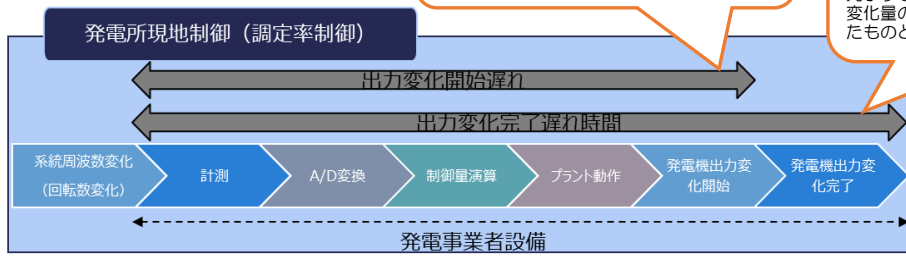 変化量の
たものと
発電所現地制御（調定率制御）
出力変化開始遅れ
出力変化完了遅れ時間
系統周波数変化
（回転数変化）
計測
A/D変換
制御量演算
プラント動作
発電機出力変
化開始
発電機出力変
化完了
発電事業者設備